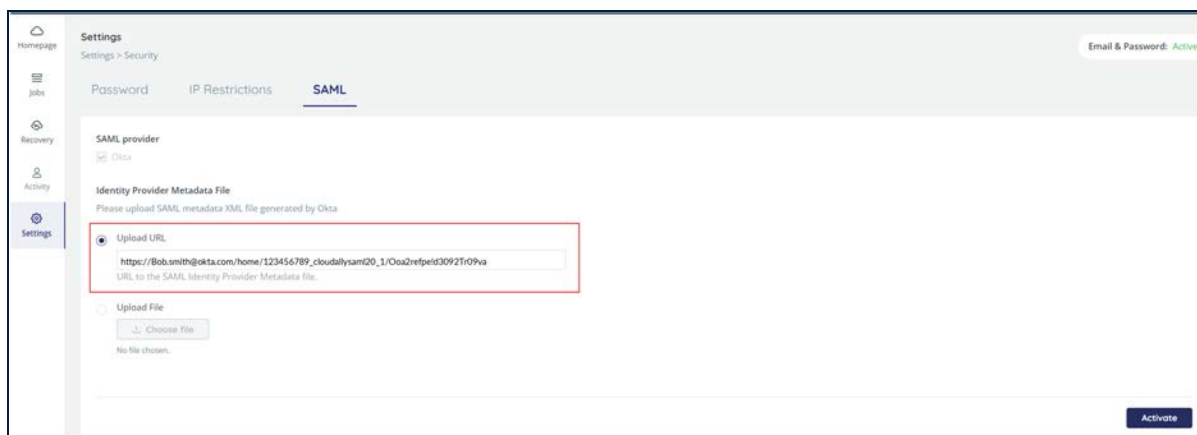 Homepage
Jobs
Recovery
Activity
Settings
Settings
Settings > Security
Email & Password: Active
Password IP Restrictions SAML
SAML provider
Okta
Identity Provider Metadata File
Please upload SAML metadata XML file generated by Okta
Upload URL
https://Bob.smith@okta.com/home/123456789_cloudallysaml20_1/Ooa2refpeld3092Tr09va
URL to the SAML Identity Provider Metadata file.
Upload File
Choose file
No file chosen.
Activate